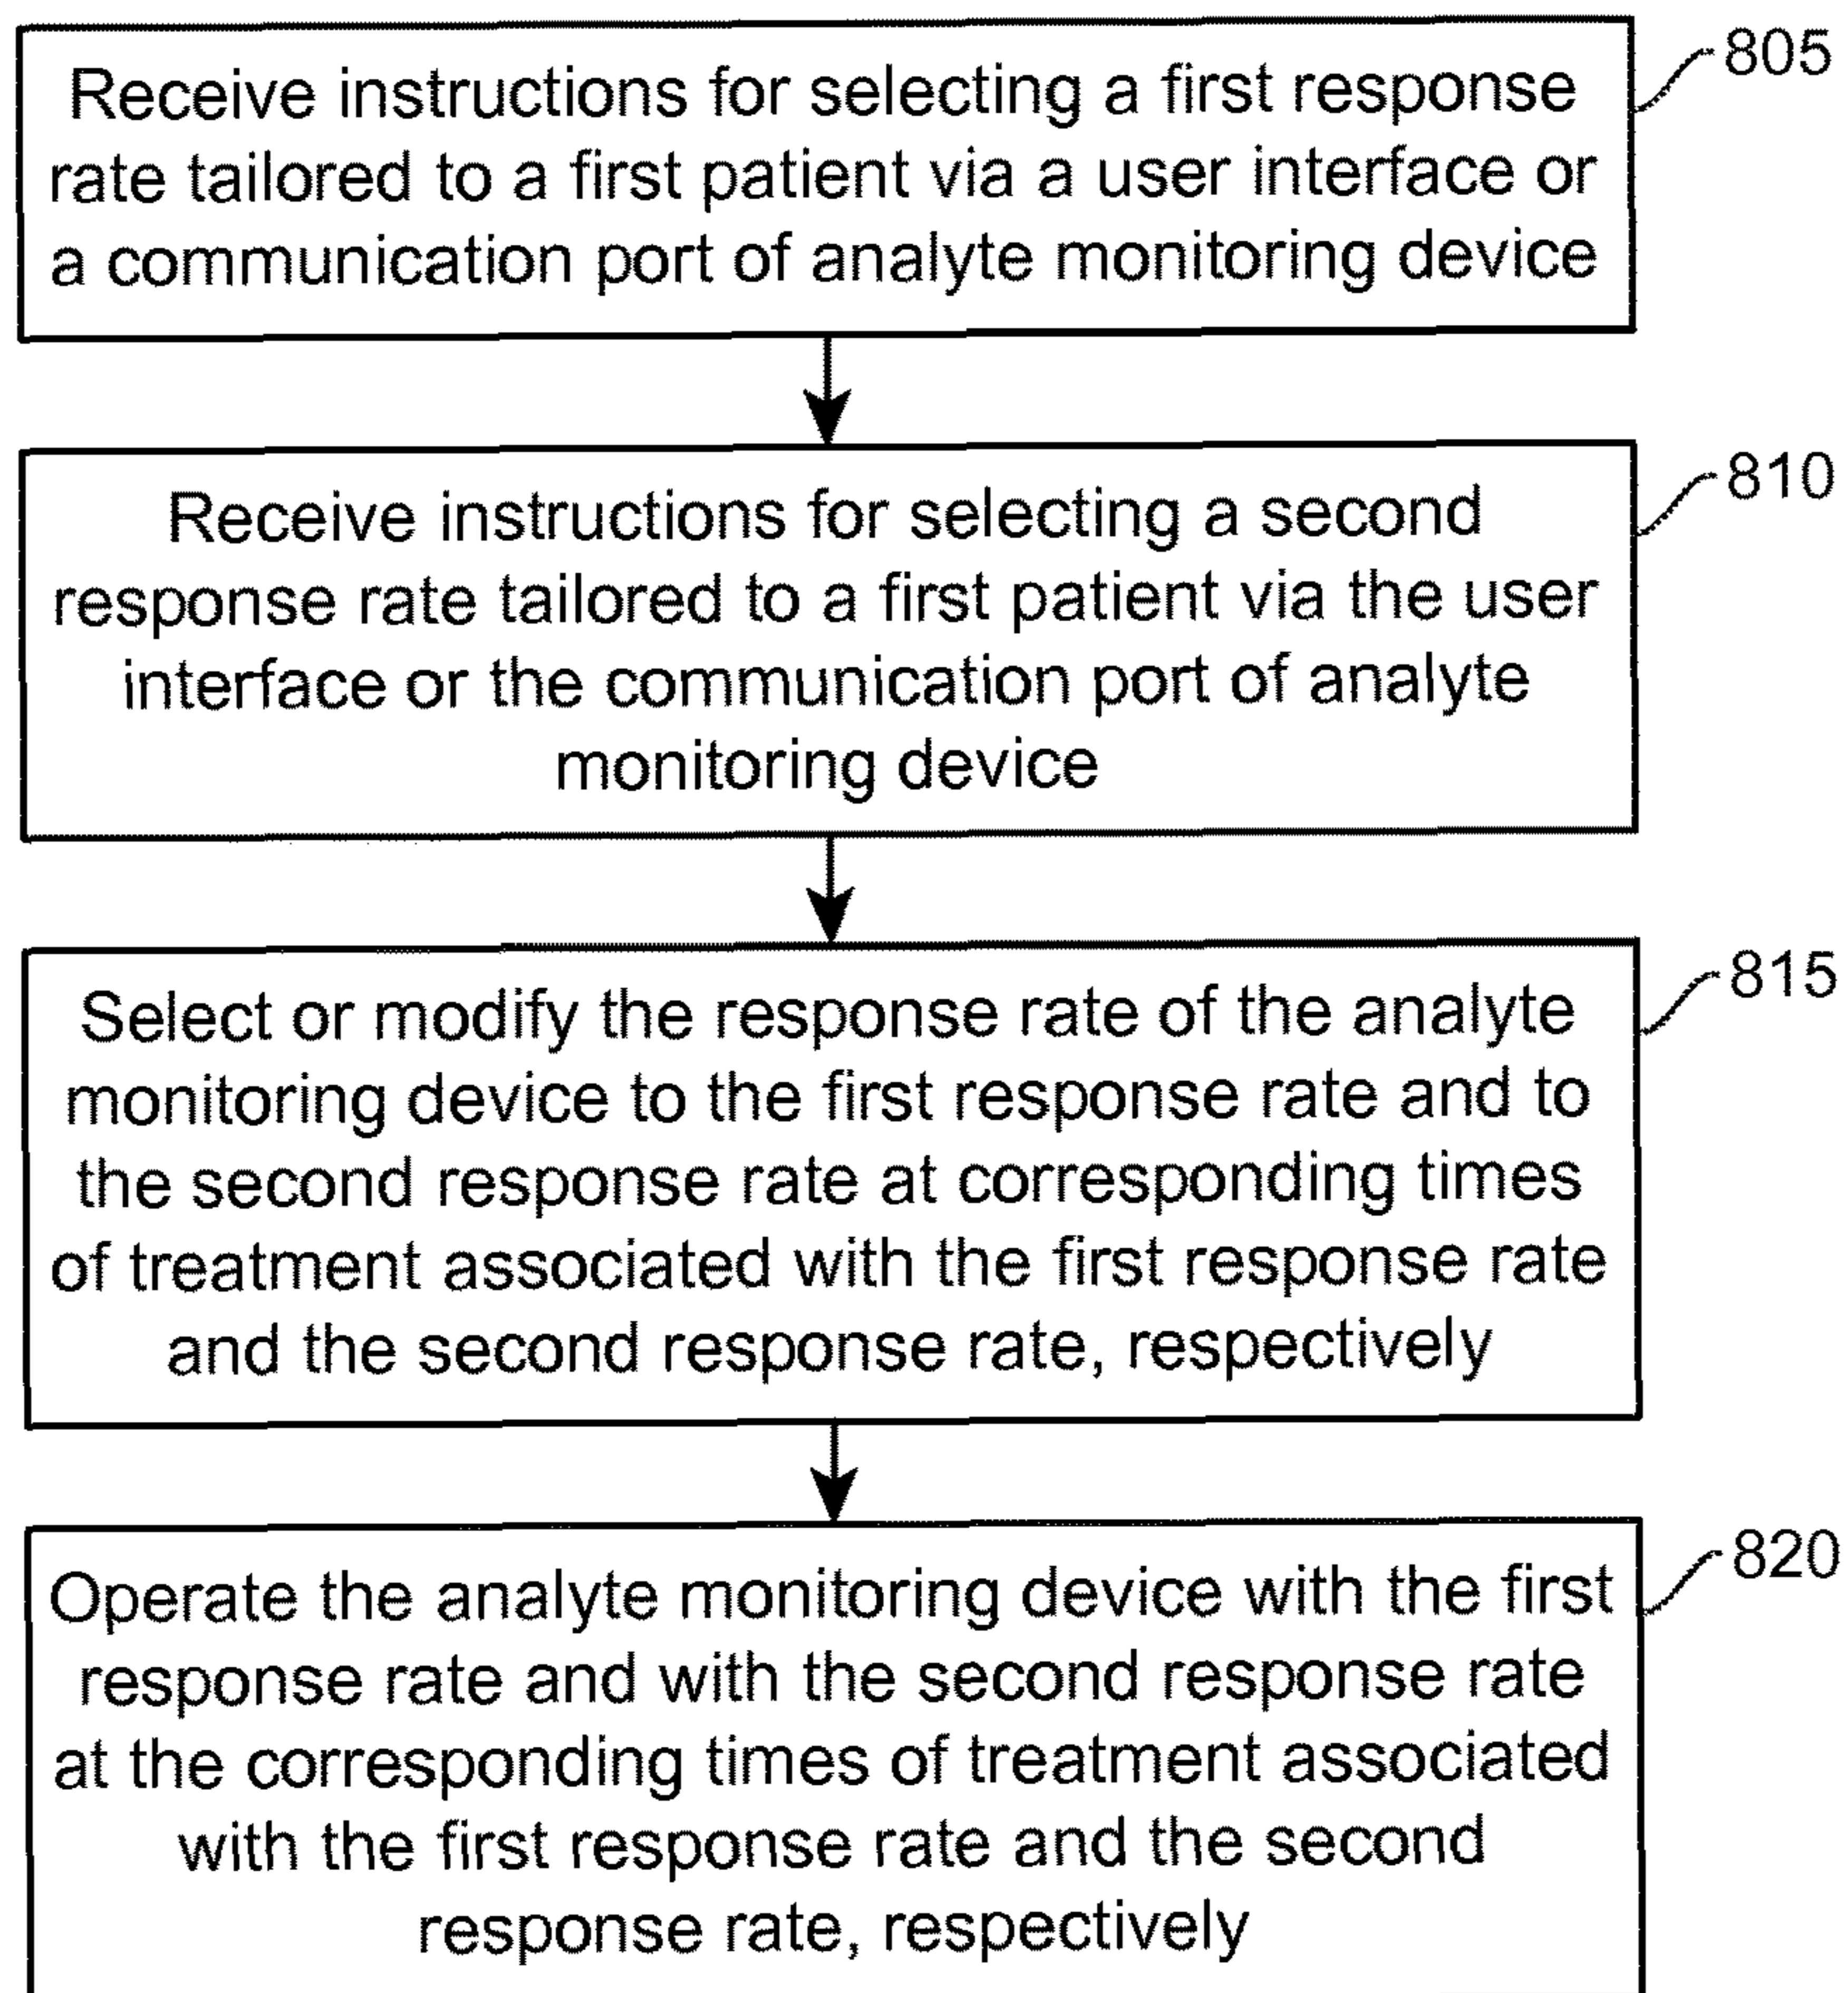 Receive instructions for selecting a first response
rate tailored to a first patient via a user interface or
a communication port of analyte monitoring device
805
Receive instructions for selecting a second
response rate tailored to a first patient via the user
interface or the communication port of analyte
monitoring device
810
Select or modify the response rate of the analyte
monitoring device to the first response rate and to
the second response rate at corresponding times
of treatment associated with the first response rate
and the second response rate, respectively
815
Operate the analyte monitoring device with the first
response rate and with the second response rate
at the corresponding times of treatment associated
with the first response rate and the second
response rate, respectively
820